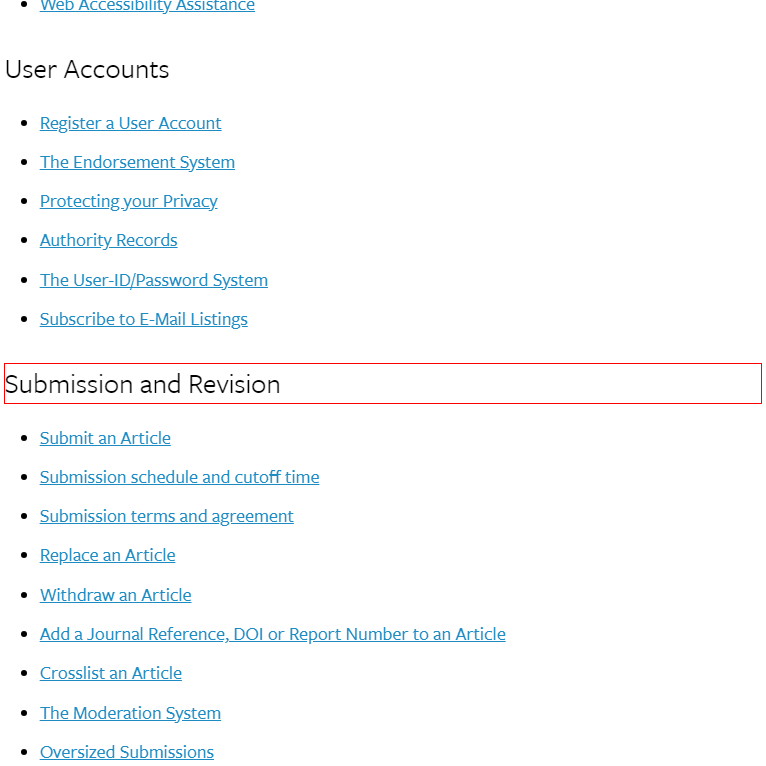 Web Accessibility Assistance
User Accounts
Register a User Account
The Endorsement System
Protecting your Privacy
Authority Records
The User-ID/Password System
Subscribe to E-Mail Listings
Submission and Revision
Submit an Article
Submission schedule and cutoff time
Submission terms and agreement
Replace an Article
Withdraw an Article
Add a Journal Reference, DOI or Report Number to an Article
Crosslist an Article
The Moderation System
Oversized Submissions